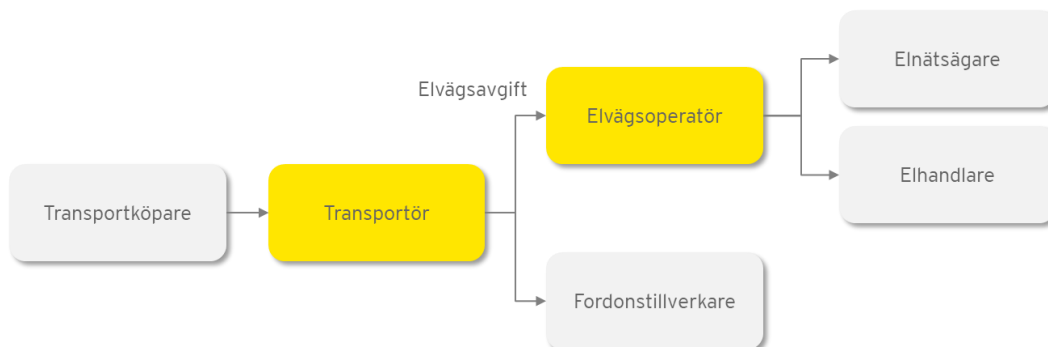 Elnätsägare
Elvägsavgift
Elvägsoperatör
Elhandlare
Transportköpare
Transportör
Fordonstillverkare